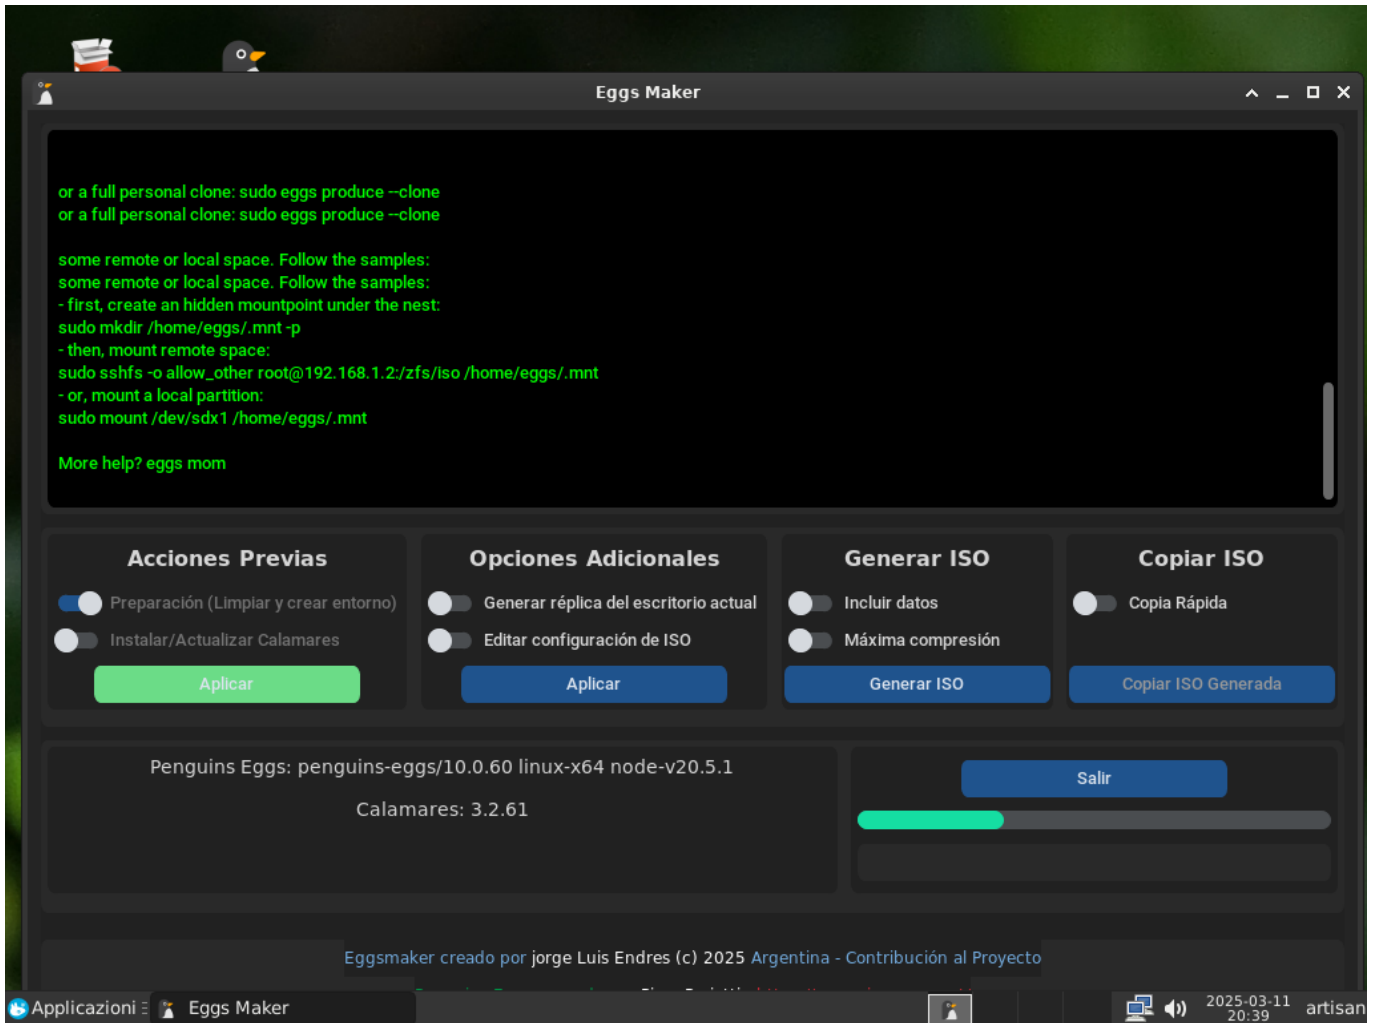 Eggs Maker
or a full personal clone: sudo eggs produce --clone
or a full personal clone: sudo eggs produce --clone
some remote or local space. Follow the samples:
some remote or local space. Follow the samples:
- first, create an hidden mountpoint under the nest:
sudo mkdir /home/eggs/.mnt -p
- then, mount remote space:
sudo sshfs -o allow_other root@192.168.1.2:/zfs/iso /home/eggs/.mnt
- or, mount a local partition:
sudo mount /dev/sdx1 /home/eggs/.mnt
More help? eggs mom
Acciones Previas
Preparación (Limpiar y crear entorno)
Instalar/Actualizar Calamares
Aplicar
Opciones Adicionales
Generar réplica del escritorio actual
Editar configuración de ISO
Aplicar
Generar ISO
Incluir datos
Máxima compresión
Generar ISO
Copiar ISO
Copia Rápida
Copiar ISO Generada
Penguins Eggs: penguins-eggs/10.0.60 linux-x64 node-v20.5.1
Calamares: 3.2.61
Salir
Eggsmaker creado por jorge Luis Endres (c) 2025 Argentina - Contribución al Proyecto
Applicazioni
Eggs Maker
2025-03-11
20:39
artisan